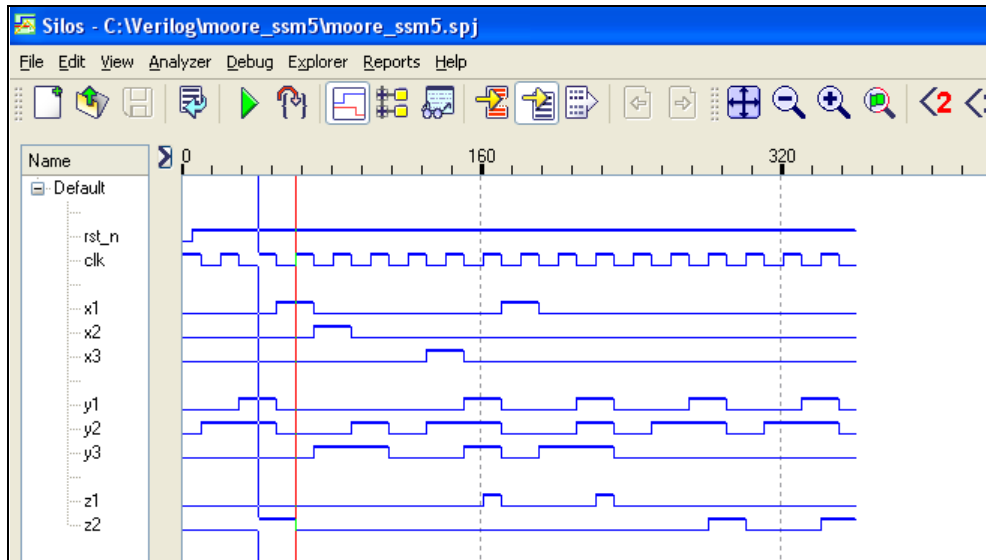 Silos - C:\Verilog\moore_ssm5\moore_ssm5.spj
File Edit View Analyzer Debug Explorer Reports Help
2
Name 0 160 320
Default
rst_n
clk
x1
x2
x3
y1
y2
y3
z1
z2